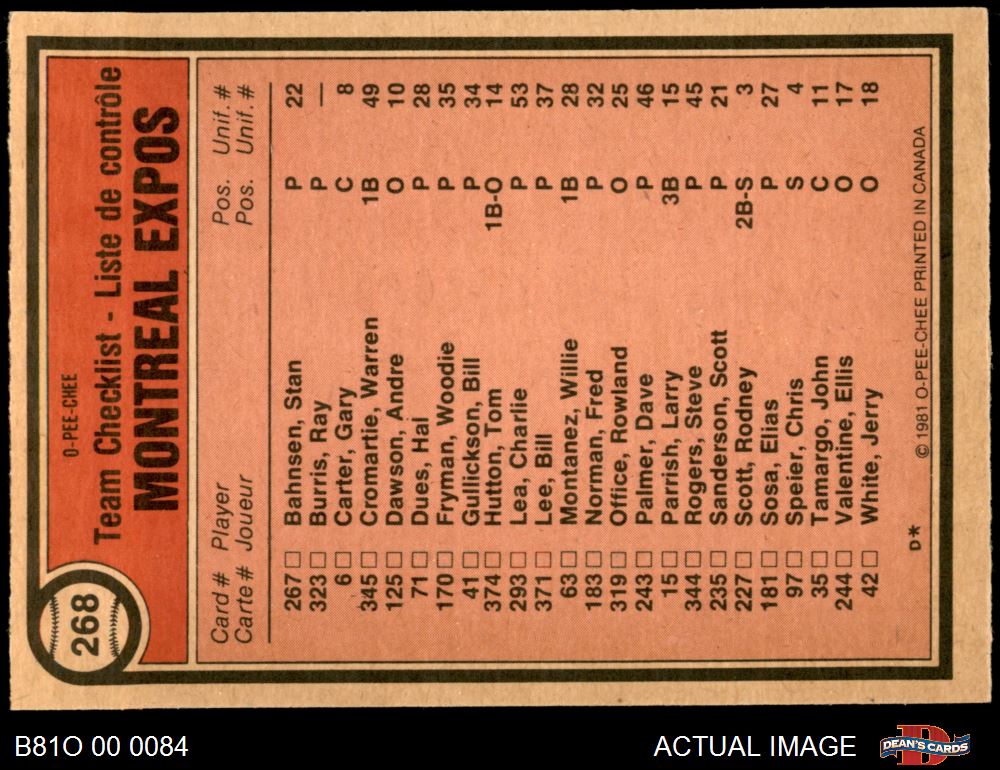 268
O-PEE-CHEE
Team Checklist - Liste de contrôle
MONTREAL EXPOS
Card # Player Pos. Unif. #
Carte # Joueur Pos. Unif. #
267 Bahnsen, Stan P 22
323 Burris, Ray P —
6 Carter, Gary C 8
345 Cromartie, Warren 1B 49
125 Dawson, Andre O 10
71 Dues, Hal P 28
170 Fryman, Woodie P 35
41 Gullickson, Bill P 34
374 Hutton, Tom 1B-O 14
293 Lea, Charlie P 53
371 Lee, Bill P 37
63 Montanez, Willie 1B 28
183 Norman, Fred P 32
319 Office, Rowland O 25
243 Palmer, Dave P 46
15 Parrish, Larry 3B 15
344 Rogers, Steve P 45
235 Sanderson, Scott P 21
227 Scott, Rodney 2B-S 3
181 Sosa, Elias P 27
97 Speier, Chris S 4
35 Tamargo, John C 11
244 Valentine, Ellis O 17
42 White, Jerry O 18
D* © 1981 O-PEE-CHEE PRINTED IN CANADA
B81O 00 0084
ACTUAL IMAGE
D
DEAN'S CARDS